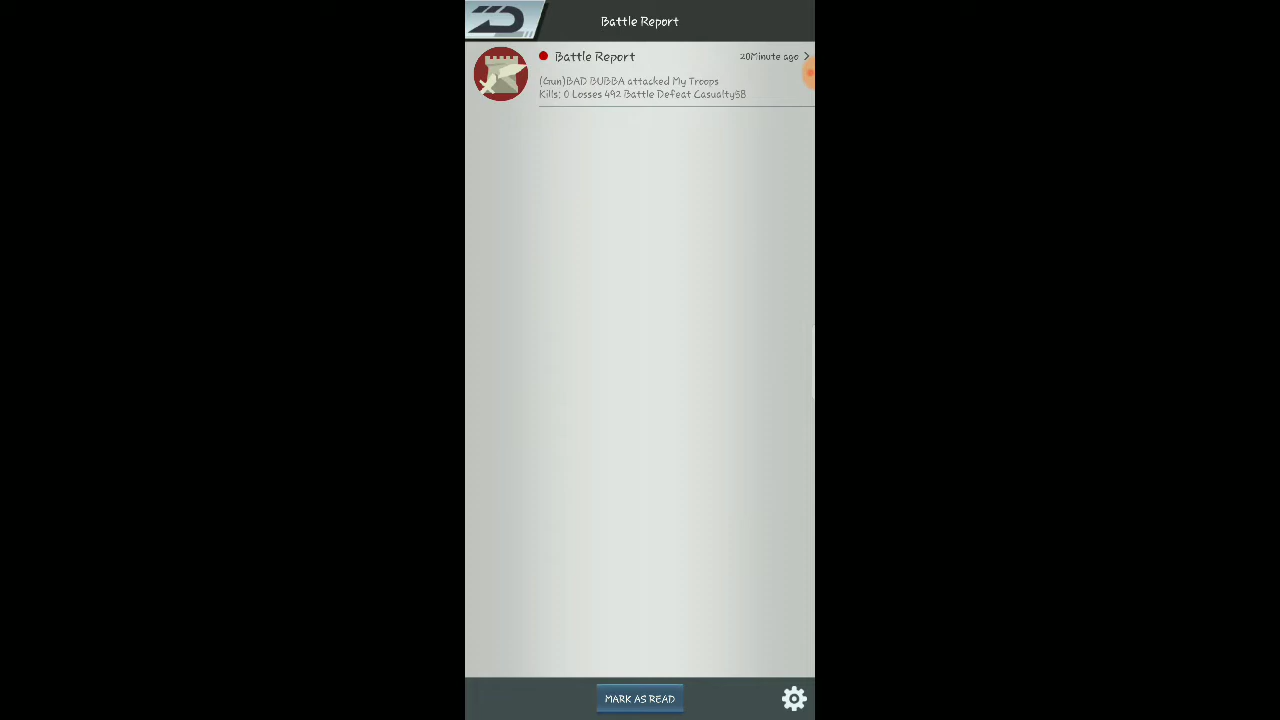 Battle Report
Battle Report
20Minute ago
(Gun)BAD BUBBA attacked My Troops
Kills: 0 Losses 492 Battle Defeat Casualty58
MARK AS READ